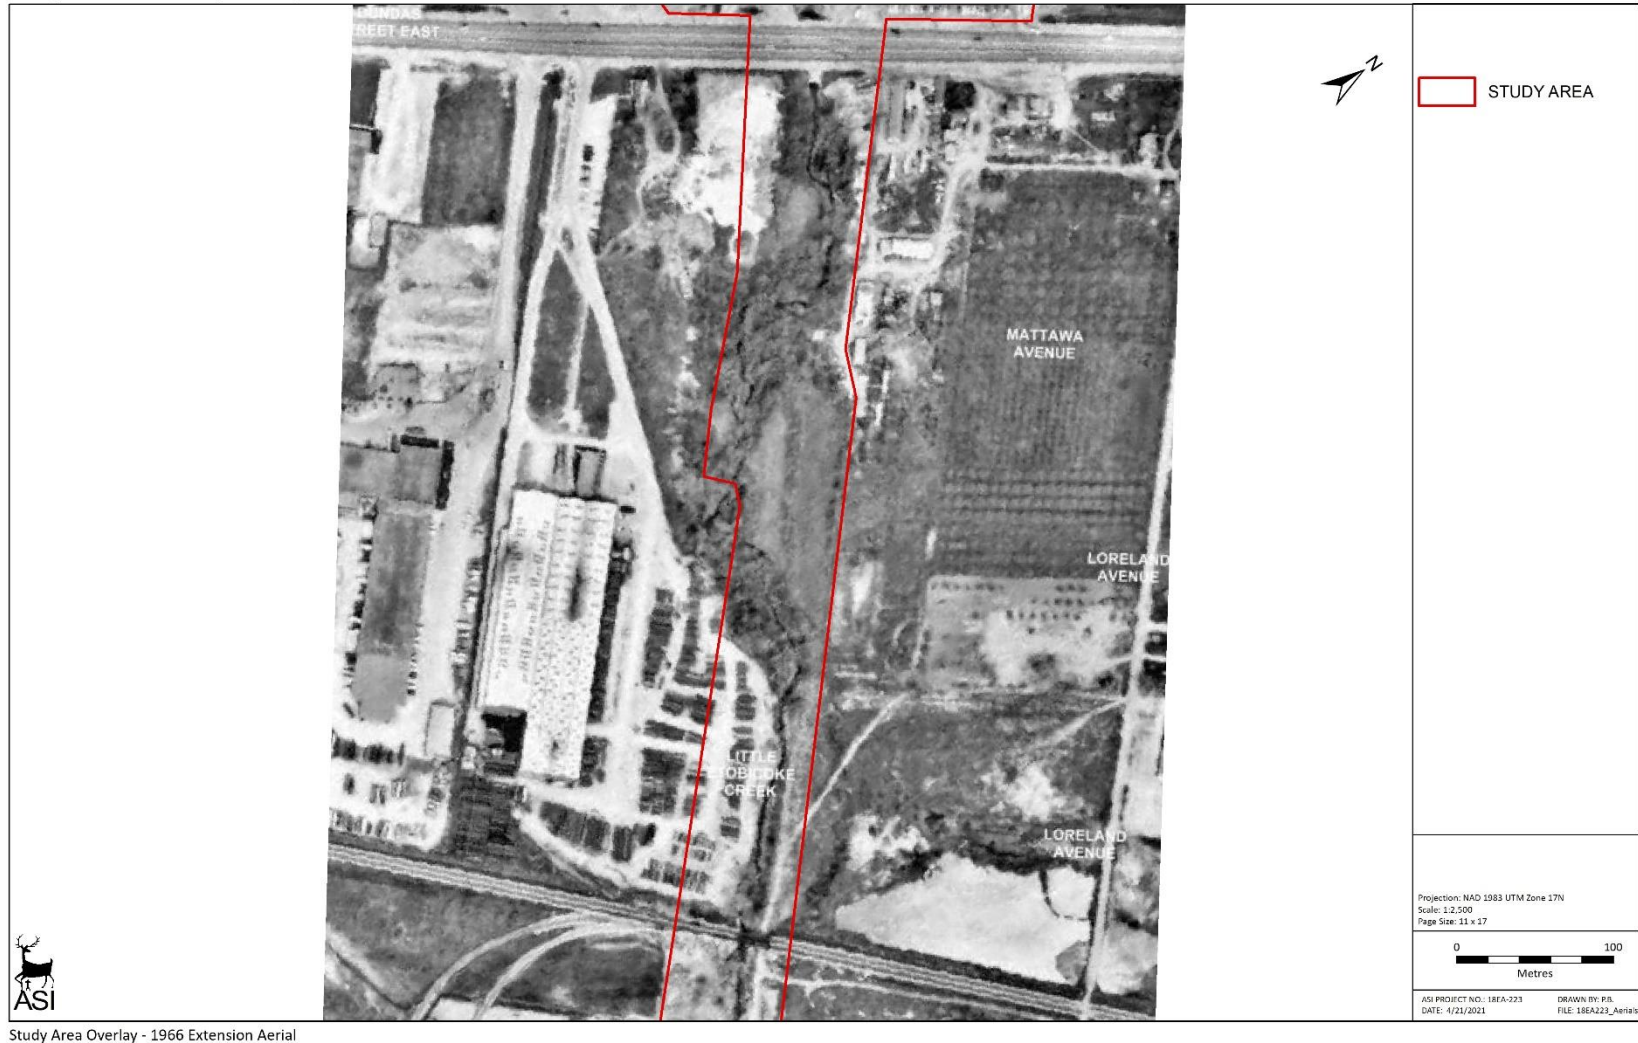 DUNDAS
REET EAST
N
STUDY AREA
MATTAWA
AVENUE
LORELAND
AVENUE
LITTLE
ETOBICOKE
CREEK
LORELAND
AVENUE
Projection: NAD 1983 UTM Zone 17N
Scale: 1:2,500
Page Size: 11 x 17
0 100
Metres
ASI PROJECT NO.: 18EA-223 DRAWN BY: P.B.
DATE: 4/21/2021 FILE: 18EA223_Aerials
ASI
Study Area Overlay - 1966 Extension Aerial